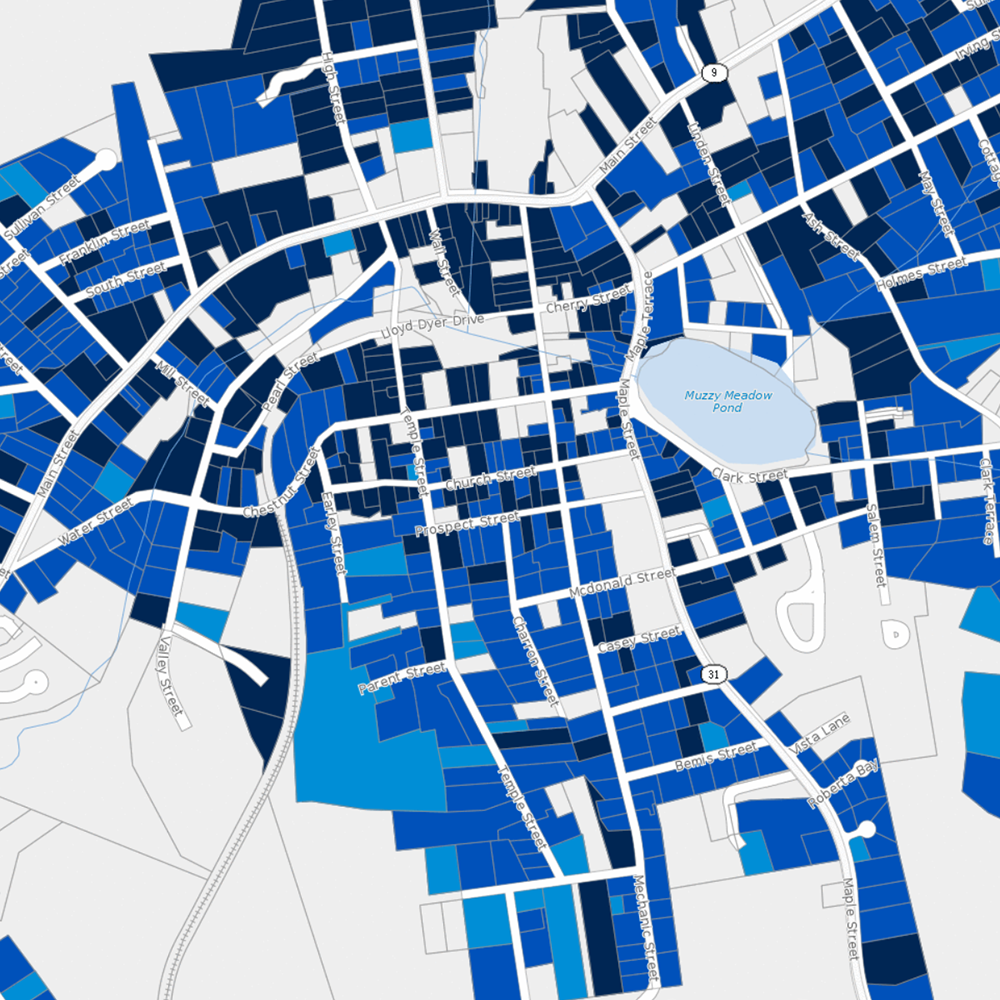 High Street
9
Main Street
Linden Street
Irving S
Cottag
May Street
Ash Street
Holmes Street
Sullivan Street
Franklin Street
South Street
Street
Wall Street
Cherry Street
Maple Terrace
Lloyd Dyer Drive
Mill Street
Pearl Street
Muzzy Meadow
Pond
Main Street
Temple Street
Maple Street
Clark Street
Church Street
Chestnut Street
Water Street
Earley Street
Prospect Street
Salem Street
Clark Terrace
Mcdonald Street
Charron Street
Casey Street
Valley Street
Parent Street
31
Vista Lane
Bemis Street
Roberta Bay
Temple Street
Mechanic Street
Maple Street